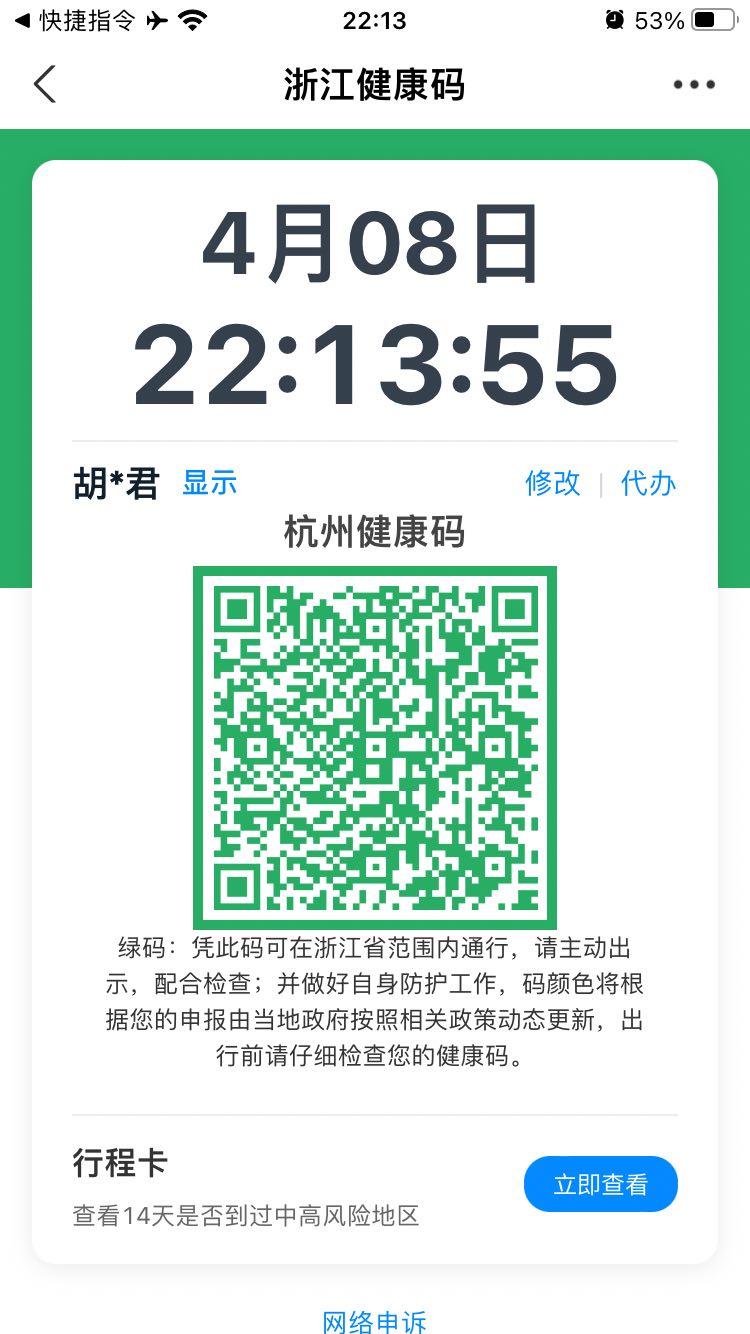 快捷指令 22:13 53%
浙江健康码
4月08日
22:13:55
胡*君 显示 修改 代办
杭州健康码
绿码：凭此码可在浙江省范围内通行，请主动出
示，配合检查；并做好自身防护工作，码颜色将根
据您的申报由当地政府按照相关政策动态更新，出
行前请仔细检查您的健康码。
行程卡
立即查看
查看14天是否到过中高风险地区
网络申诉